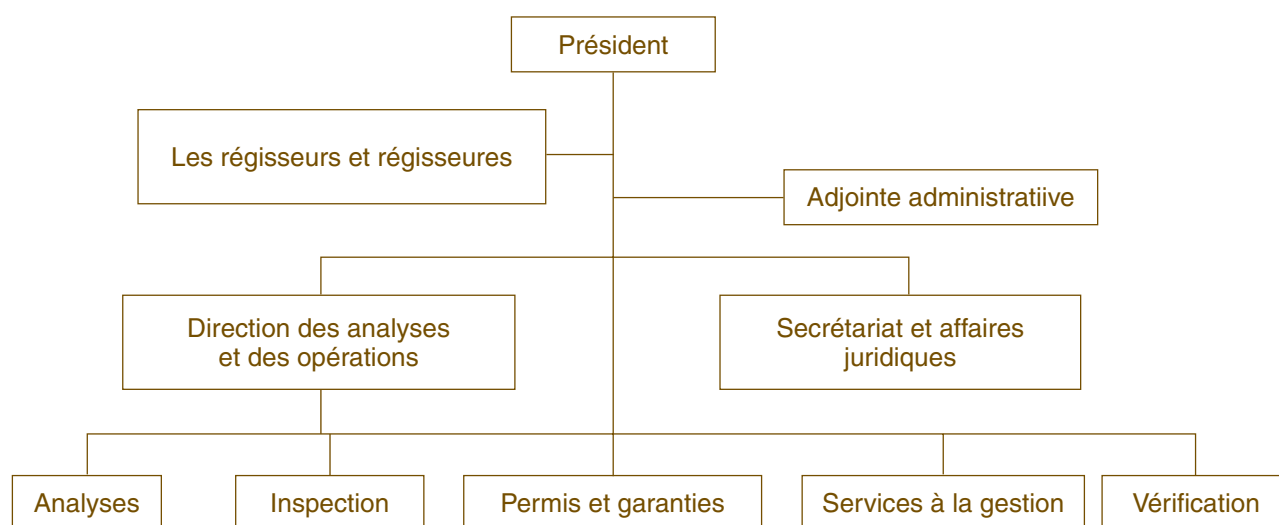 Président
Les régisseurs et régisseures
Adjointe administratiive
Direction des analyses
et des opérations
Secrétariat et affaires
juridiques
Analyses
Inspection
Permis et garanties
Services à la gestion
Vérification